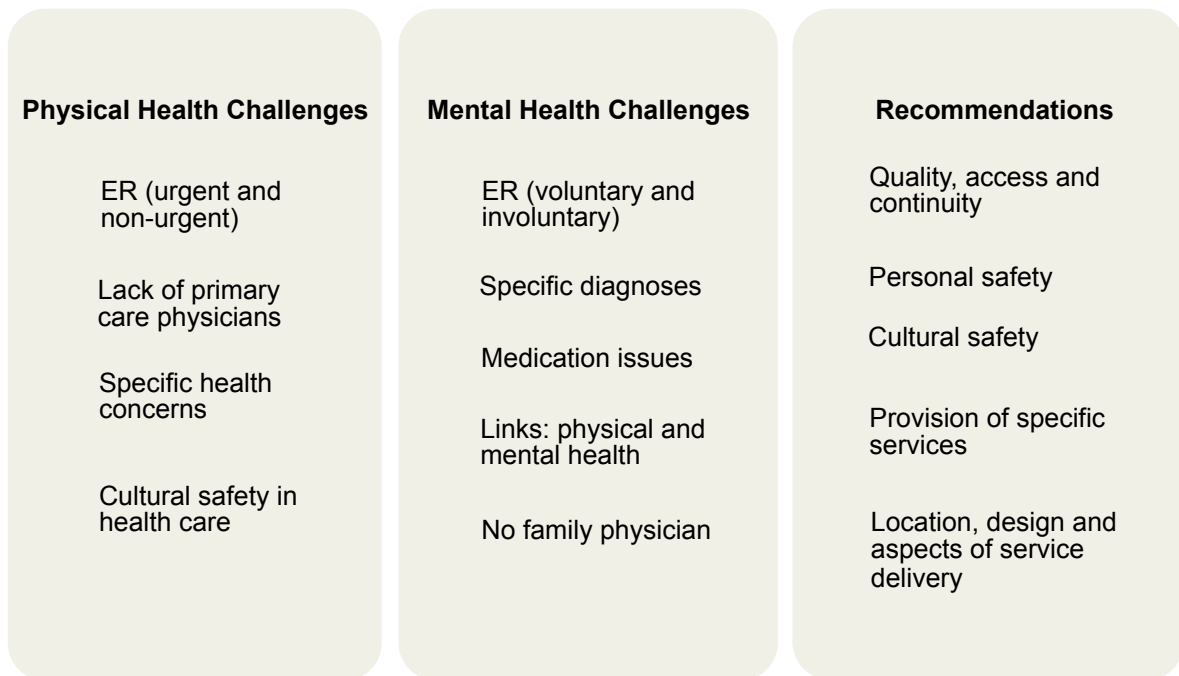 Physical Health Challenges
ER (urgent and
non-urgent)
Lack of primary
care physicians
Specific health
concerns
Cultural safety in
health care
Mental Health Challenges
ER (voluntary and
involuntary)
Specific diagnoses
Medication issues
Links: physical and
mental health
No family physician
Recommendations
Quality, access and
continuity
Personal safety
Cultural safety
Provision of specific
services
Location, design and
aspects of service
delivery